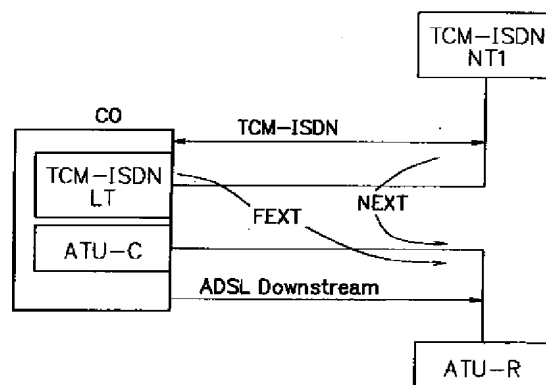 TCM-ISDN
NT1
CO
TCM-ISDN
TCM-ISDN
LT
NEXT
FEXT
ATU-C
ADSL Downstream
ATU-R